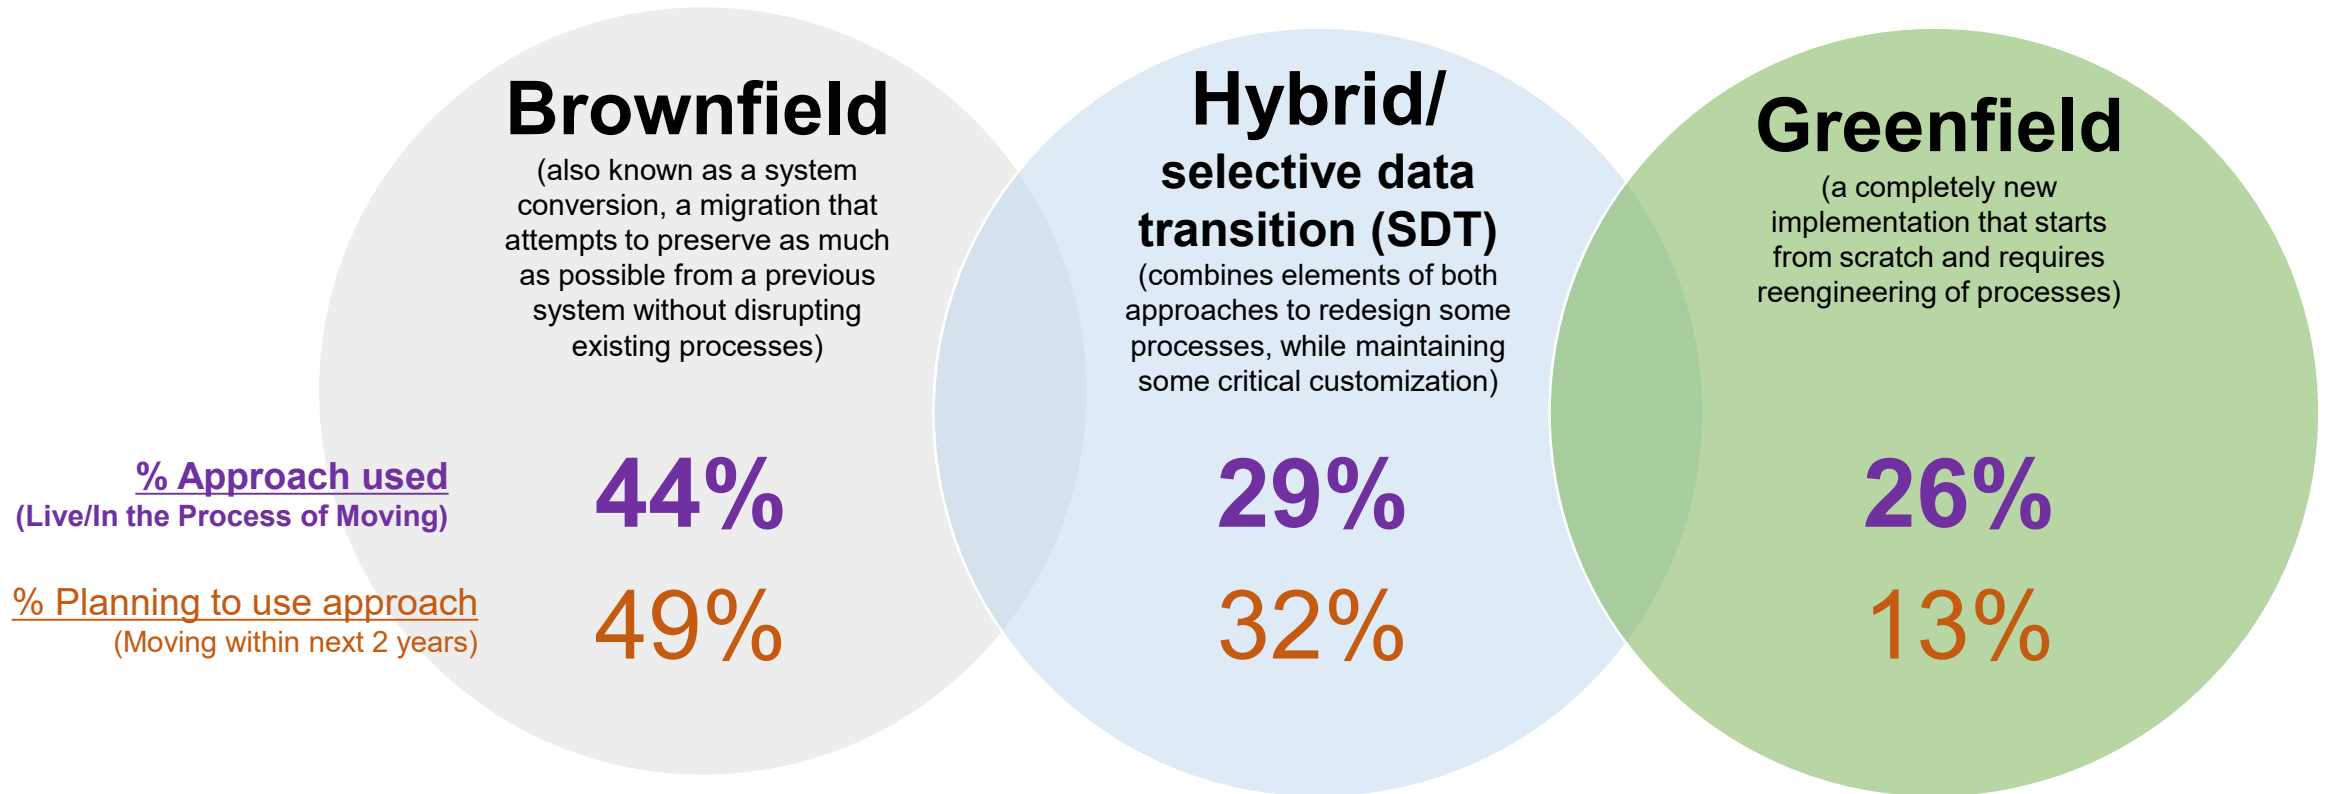 Brownfield
(also known as a system
conversion, a migration that
attempts to preserve as much
as possible from a previous
system without disrupting
existing processes)
Hybrid/
selective data
transition (SDT)
(combines elements of both
approaches to redesign some
processes, while maintaining
some critical customization)
Greenfield
(a completely new
implementation that starts
from scratch and requires
reengineering of processes)
% Approach used
(Live/In the Process of Moving)
44%
29%
26%
% Planning to use approach
(Moving within next 2 years)
49%
32%
13%